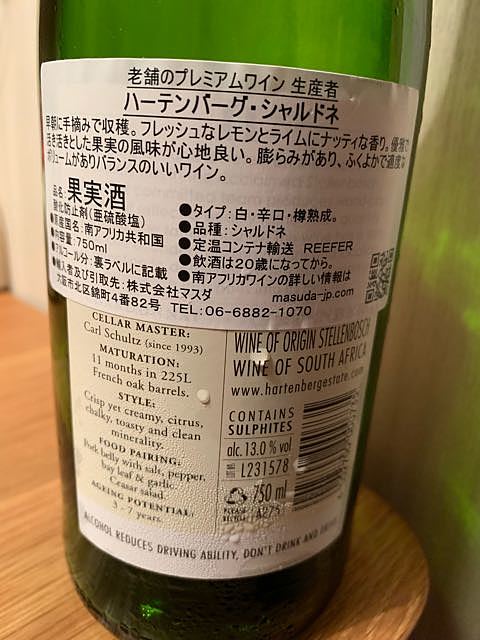 老舗のプレミアムワイン 生産者
ハーテンバーグ・シャルドネ
早朝に手摘みで収穫。フレッシュなレモンとライムにナッティな香り。優雅で
活き活きとした果実の風味が心地良い。膨らみがあり、ふくよかで適度な
ボリュームがありバランスのいいワイン。
品名 果実酒
酸化防止剤(亜硫酸塩)
●原産国名:南アフリカ共和国
●内容量:750ml
●アルコール分:裏ラベルに記載
●輸入者及び引取先:株式会社マスダ
大阪市北区錦町4番82号 TEL:06-6882-1070
●タイプ:白・辛口・樽熟成。
●品種:シャルドネ
●定温コンテナ輸送 REEFER
●飲酒は20歳になってから。
●南アフリカワインの詳しい情報は
masuda-jp.com
CELLAR MASTER:
Carl Schultz (since 1993)
MATURATION:
11 months in 225L
French oak barrels.
STYLE:
Crisp yet creamy, citrus,
chalky, toasty and clean
minerality.
FOOD PAIRING:
Pork belly with salts, pepper,
bay leaf & garlic.
Ceasar salad.
AGEING POTENTIAL:
3 - 7 years.
WINE OF ORIGIN STELLENBOSCH
WINE OF SOUTH AFRICA
www.hartenbergestate.com
CONTAINS
SULPHITES
alc. 13.0 % vol
L231578
750 ml
PLEASE
RECYCLE
A275
ALCOHOL REDUCES DRIVING ABILITY, DON'T DRINK AND DRIVE